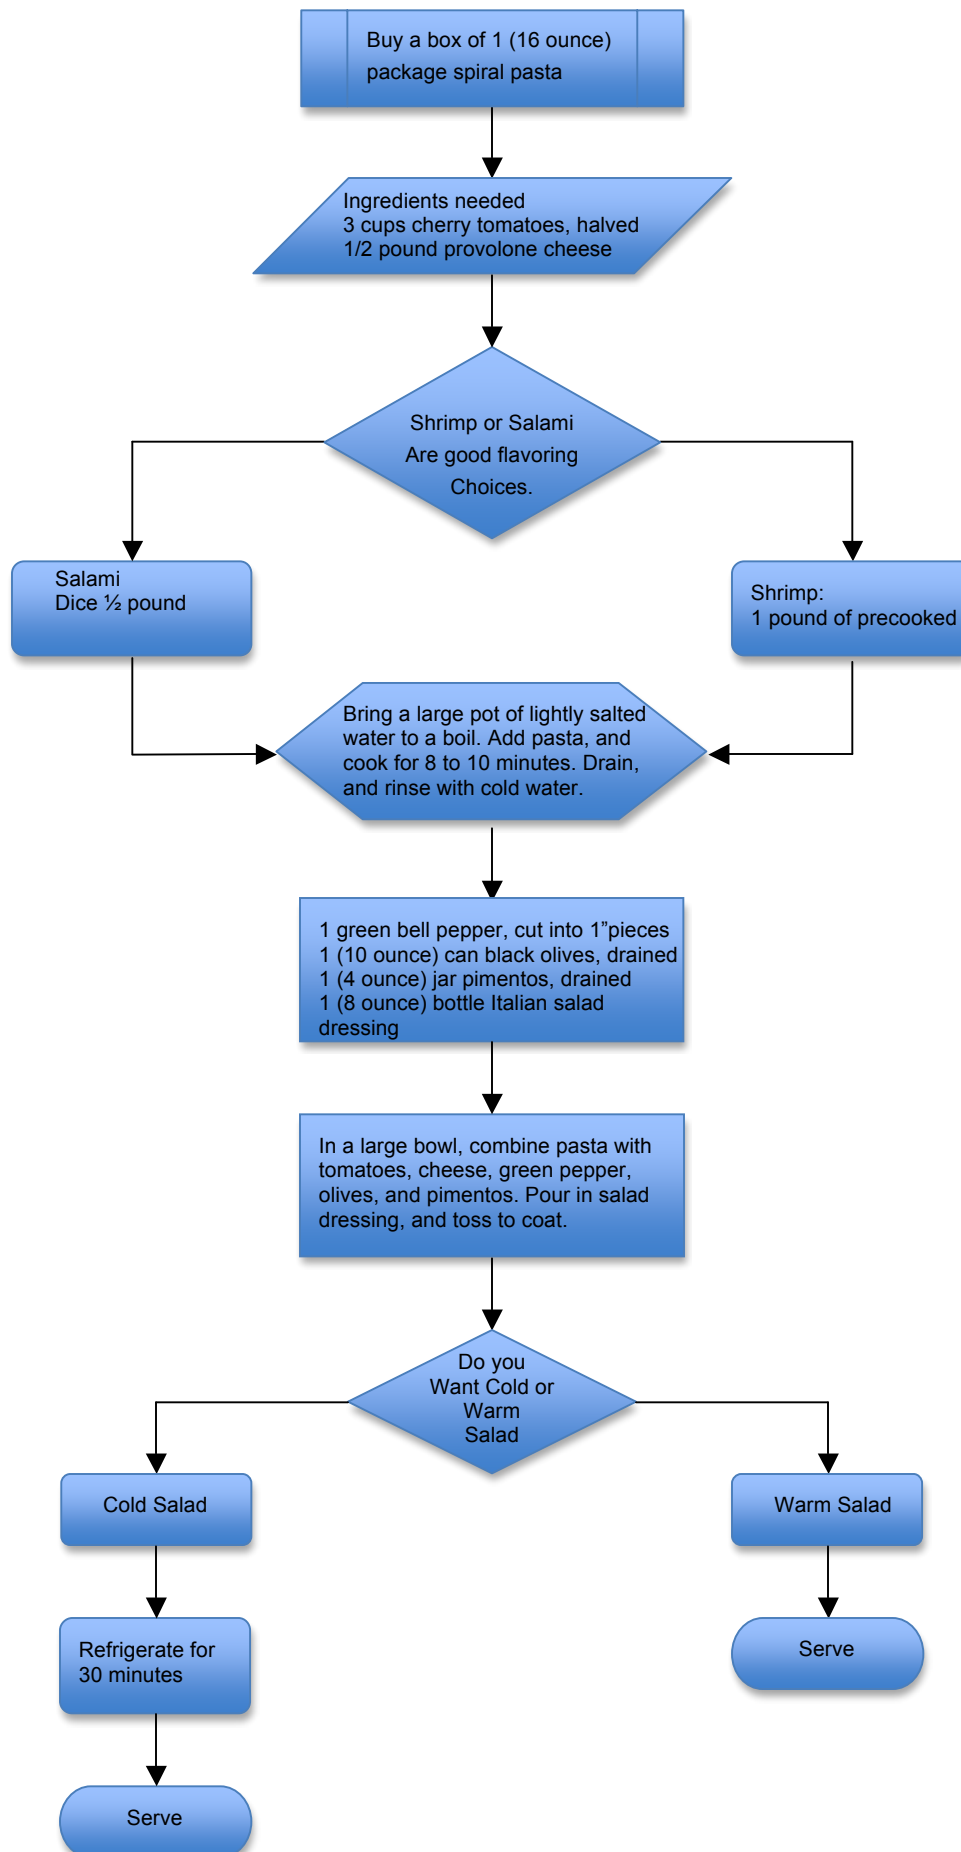 Buy a box of 1 (16 ounce)
package spiral pasta
Ingredients needed
3 cups cherry tomatoes, halved
1/2 pound provolone cheese
Shrimp or Salami
Are good flavoring
Choices.
Salami
Dice ½ pound
Shrimp:
1 pound of precooked
Bring a large pot of lightly salted
water to a boil. Add pasta, and
cook for 8 to 10 minutes. Drain,
and rinse with cold water.
1 green bell pepper, cut into 1”pieces
1 (10 ounce) can black olives, drained
1 (4 ounce) jar pimentos, drained
1 (8 ounce) bottle Italian salad
dressing
In a large bowl, combine pasta with
tomatoes, cheese, green pepper,
olives, and pimentos. Pour in salad
dressing, and toss to coat.
Do you
Want Cold or
Warm
Salad
Cold Salad
Warm Salad
Refrigerate for
30 minutes
Serve
Serve